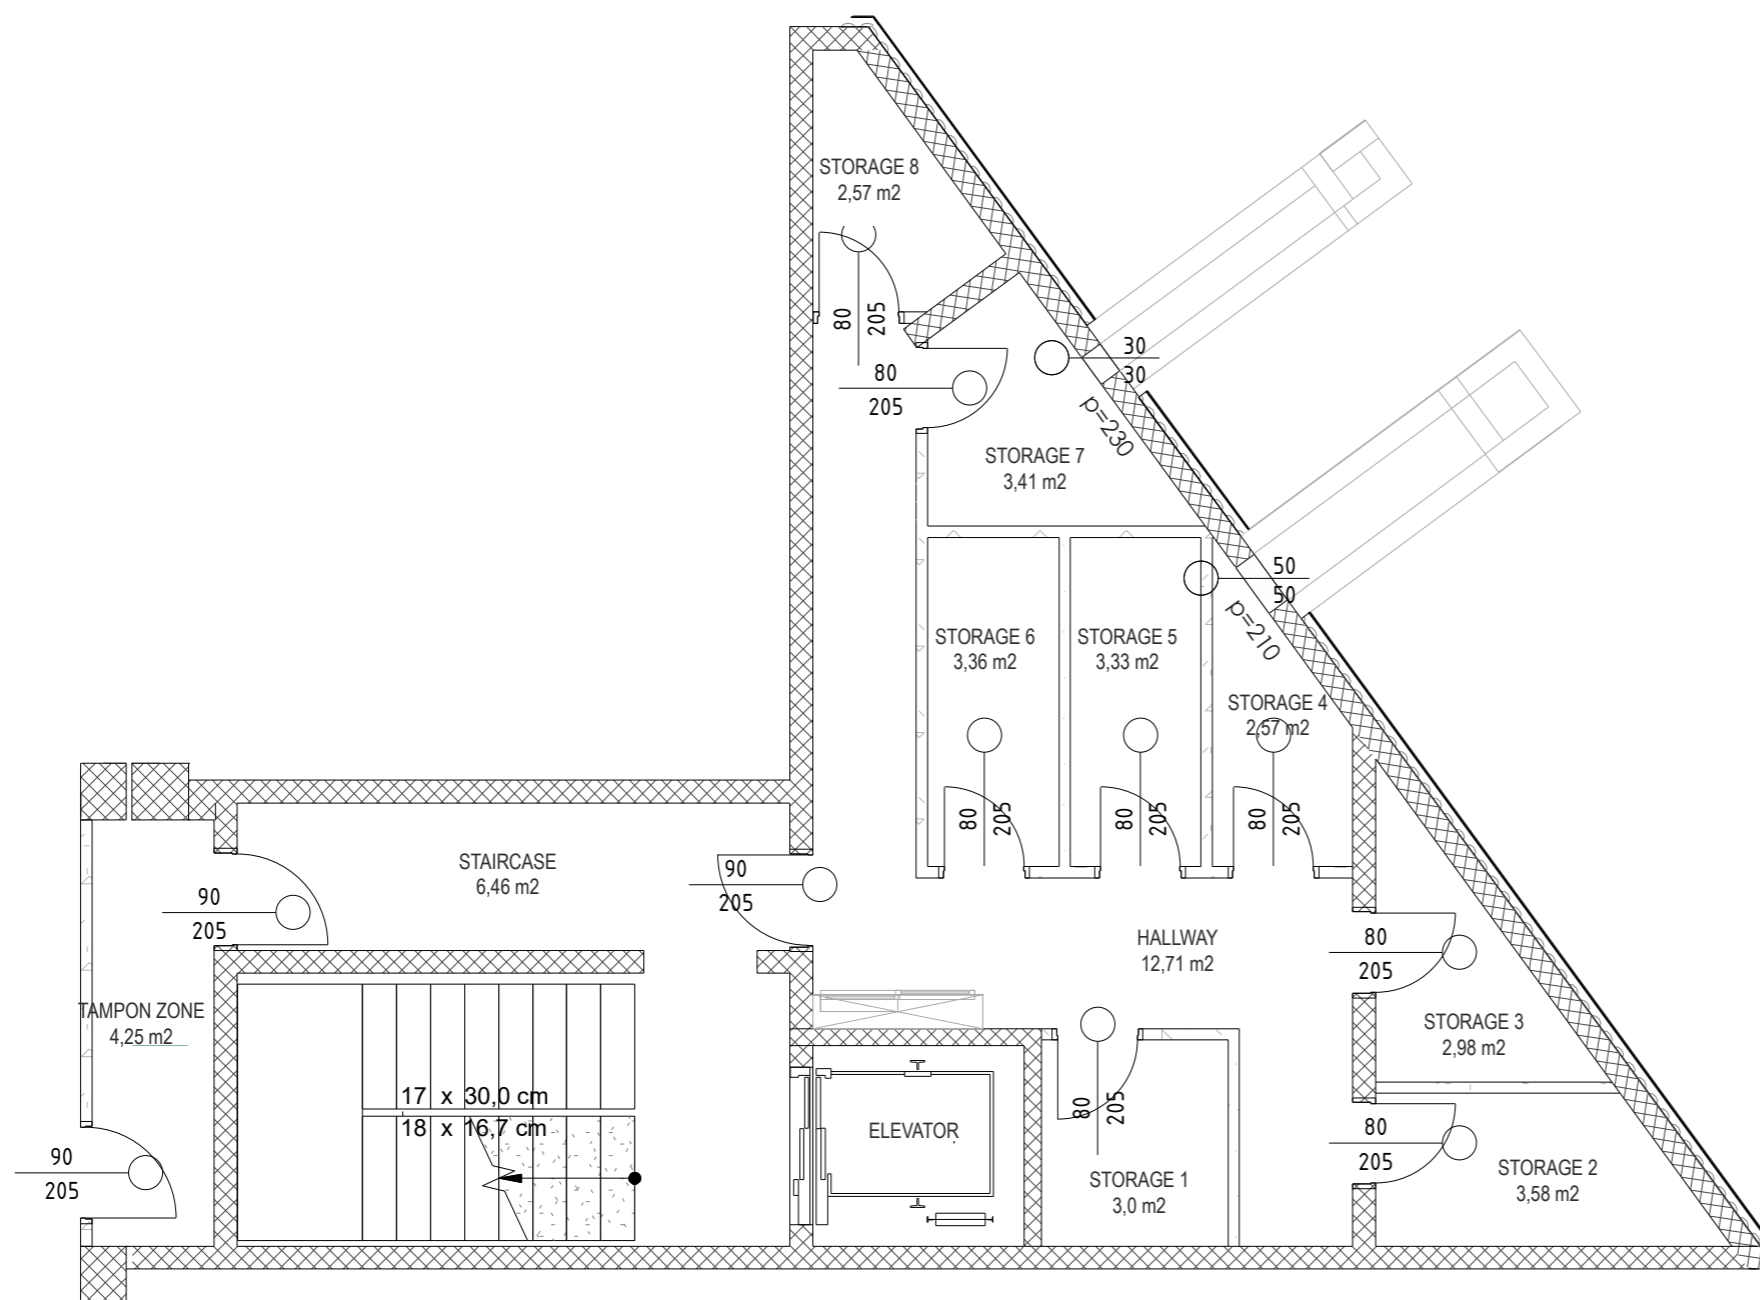 STORAGE 8
2,57 m2
80
205
30
30
p=230
80
205
STORAGE 7
3,41 m2
50
50
p=210
STORAGE 6
3,36 m2
STORAGE 5
3,33 m2
STORAGE 4
2,57 m2
80
205
80
205
80
205
STAIRCASE
6,46 m2
90
205
90
205
HALLWAY
12,71 m2
80
205
TAMPON ZONE
4,25 m2
STORAGE 3
2,98 m2
17 x 30,0 cm
18 x 16,7 cm
ELEVATOR
80
205
80
205
90
205
STORAGE 1
3,0 m2
STORAGE 2
3,58 m2